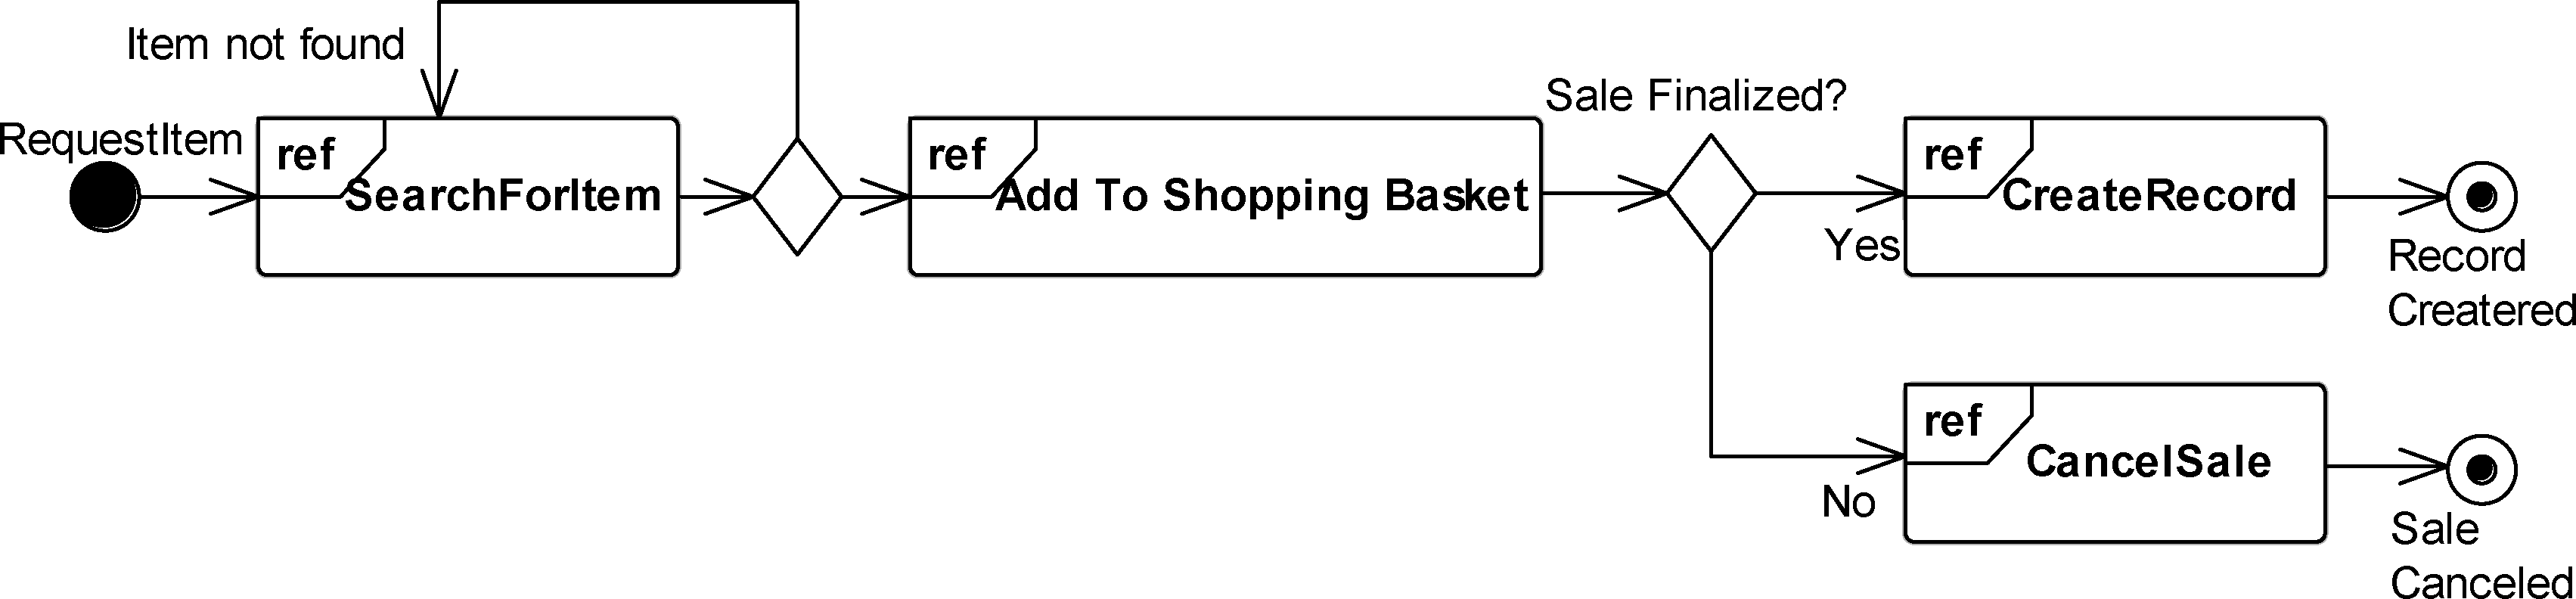 Item not found
RequestItem
ref
SearchForItem
ref
Add To Shopping Basket
Sale Finalized?
Yes
ref
CreateRecord
Record
Createred
No
ref
CancelSale
Sale
Canceled